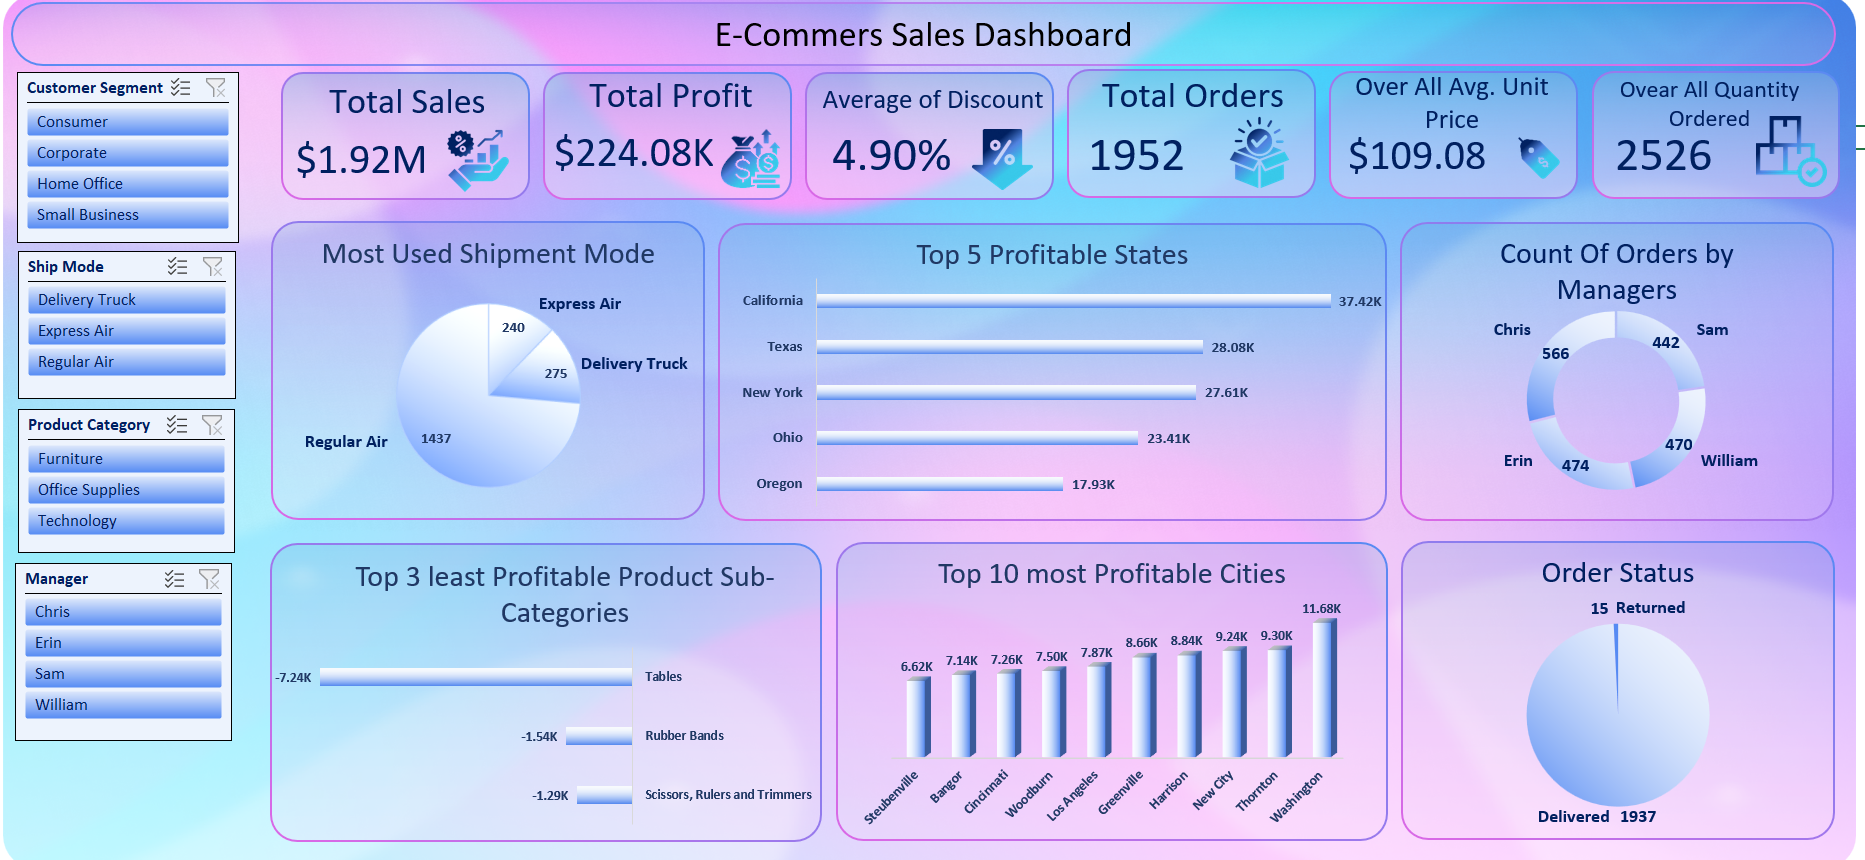 E-Commers Sales Dashboard
Customer Segment
Consumer
Corporate
Home Office
Small Business
Ship Mode
Delivery Truck
Express Air
Regular Air
Product Category
Furniture
Office Supplies
Technology
Manager
Chris
Erin
Sam
William
Total Sales
$1.92M
%
Total Profit
$224.08K
$
$
Average of Discount
4.90%
%
Total Orders
1952
Over All Avg. Unit
Price
$109.08
$
Ovear All Quantity
Ordered
2526
Most Used Shipment Mode
Express Air
240
Delivery Truck
275
Regular Air
1437
Top 5 Profitable States
California 37.42K
Texas 28.08K
New York 27.61K
Ohio 23.41K
Oregon 17.93K
Count Of Orders by
Managers
Chris
566
Sam
442
Erin
474
William
470
Top 3 least Profitable Product Sub-
Categories
-7.24K Tables
-1.54K Rubber Bands
-1.29K Scissors, Rulers and Trimmers
Top 10 most Profitable Cities
6.62K
7.14K
7.26K
7.50K
7.87K
8.66K
8.84K
9.24K
9.30K
11.68K
Steubenville
Bangor
Cincinnati
Woodburn
Los Angeles
Greenville
Harrison
New City
Thornton
Washington
Order Status
15 Returned
Delivered 1937